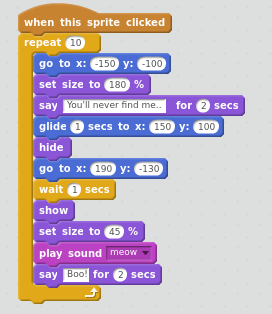 when this sprite clicked
repeat 10
go to x: -150 y: -100
set size to 180 %
say You'll never find me.. for 2 secs
glide 1 secs to x: 150 y: 100
hide
go to x: 190 y: -130
wait 1 secs
show
set size to 45 %
play sound meow
say Boo! for 2 secs